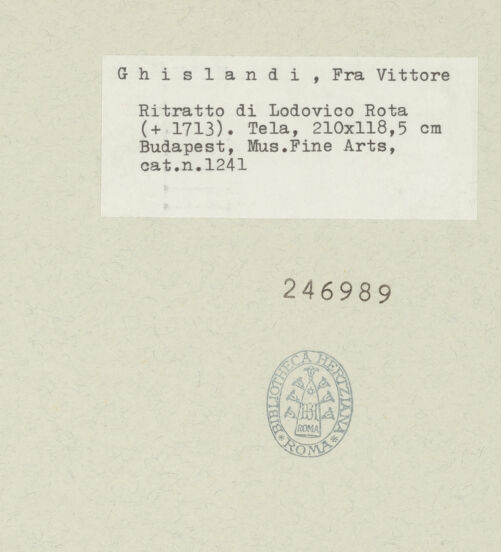 G h i s l a n d i , Fra Vittore
Ritratto di Lodovico Rota
(+ 1713). Tela, 210x118,5 cm
Budapest, Mus.Fine Arts,
cat.n.1241
246989
BIBLIOTHECA HERTZIANA
ROMA
* ROMA *